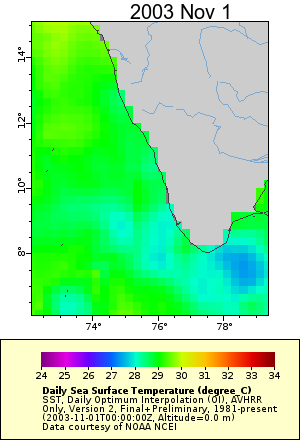 2003 Nov 1
14°
12°
10°
8°
74°
76°
78°
24 25 26 27 28 29 30 31 32 33 34
Daily Sea Surface Temperature (degree_C)
SST, Daily Optimum Interpolation (OI), AVHRR
Only, Version 2, Final+Preliminary, 1981-present
(2003-11-01T00:00:00Z, Altitude=0.0 m)
Data courtesy of NOAA NCEI